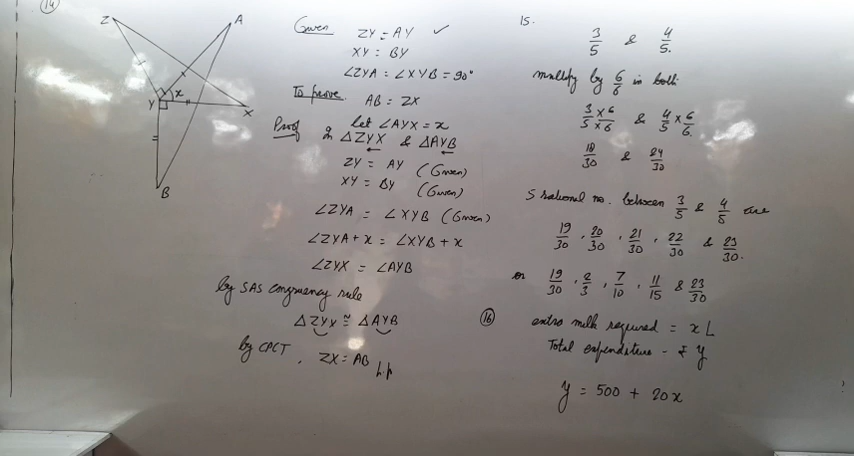 14
Z
A
Y
x
X
B
Given ZY = AY ✓
XY = BY
∠ZYA = ∠XYB = 90°
To prove. AB = ZX
Proof let ∠AYX = x
In △ZYX & △AYB
ZY = AY (Given)
XY = BY (Given)
∠ZYA = ∠XYB (Given)
∠ZYA + x = ∠XYB + x
∠ZYX = ∠AYB
by SAS congruency rule
△ZYX ≅ △AYB
by CPCT, ZX = AB h.p
15.
3/5 & 4/5.
multiply by 6/6 in both
3/5 × 6/6 & 4/5 × 6/6.
18/30 & 24/30
5 rational no. between 3/5 & 4/5 are
19/30, 20/30, 21/30, 22/30 & 23/30.
or 19/30, 2/3, 7/10, 11/15 & 23/30
16 extra milk required = x L
Total expenditure - ₹ y
y = 500 + 20x